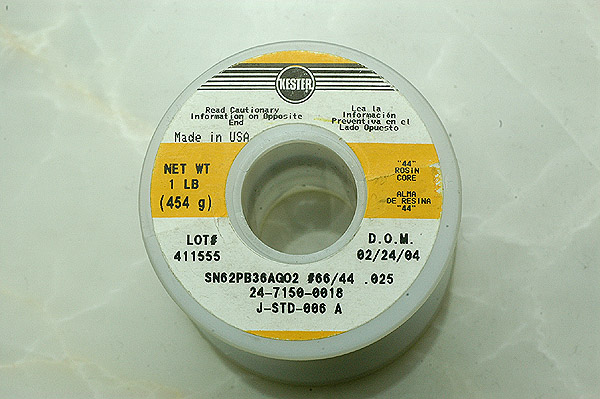 KESTER
Read Cautionary
Information on Opposite
End
Lea la
Información
Preventiva en el
Lado Opuesto
Made in USA
NET WT
1 LB
(454 g)
"44"
ROSIN
CORE
ALMA
DE RESINA
"44"
LOT#
411555
D.O.M.
02/24/04
SN62PB36AG02 #66/44 .025
24-7150-0018
J-STD-006 A